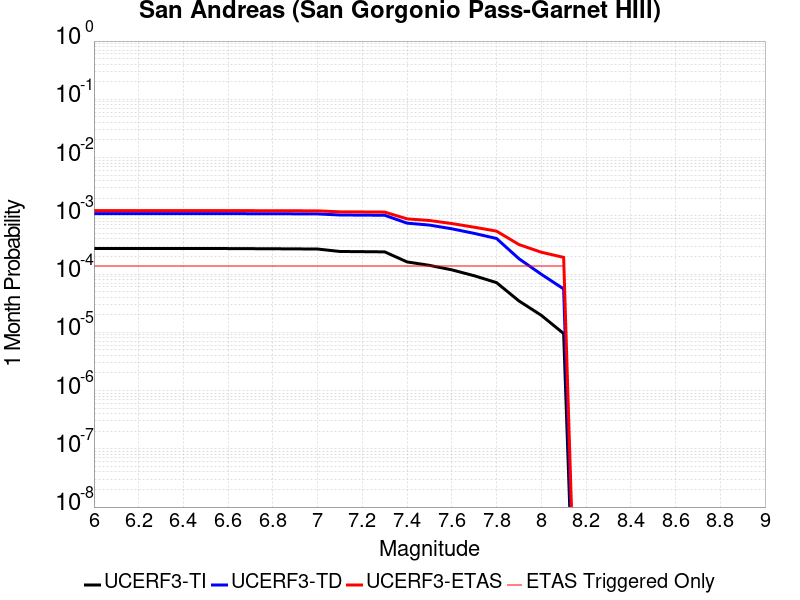 San Andreas (San Gorgonio Pass-Garnet HIll)
1 Month Probability
10^0
10^-1
10^-2
10^-3
10^-4
10^-5
10^-6
10^-7
10^-8
6 6.2 6.4 6.6 6.8 7 7.2 7.4 7.6 7.8 8 8.2 8.4 8.6 8.8 9
Magnitude
UCERF3-TI UCERF3-TD UCERF3-ETAS ETAS Triggered Only